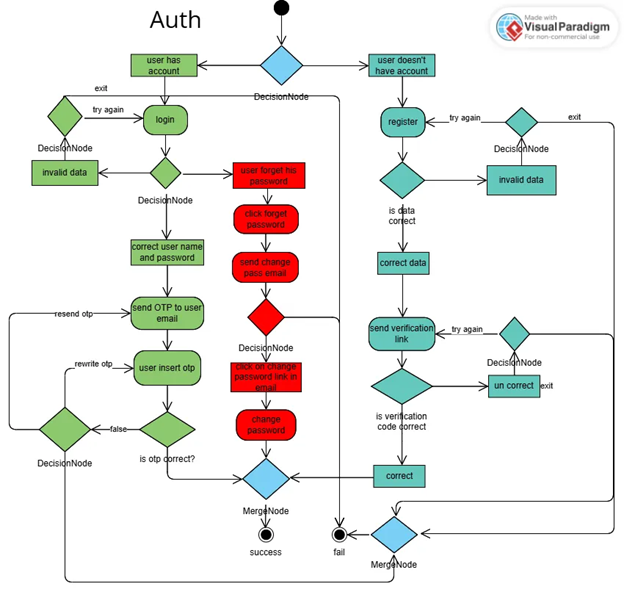 Auth
Made with
VisualParadigm
For non-commercial use
user has
account
user doesn't
have account
DecisionNode
exit
try again
login
register
try again
exit
DecisionNode
DecisionNode
invalid data
DecisionNode
user forget his
password
invalid data
click forget
password
is data
correct
correct user name
and password
send change
pass email
correct data
resend otp
send OTP to user
email
send verification
link
try again
DecisionNode
DecisionNode
rewrite otp
user insert otp
click on change
password link in
email
un correct
exit
is verification
code correct
false
change
password
is otp correct?
DecisionNode
correct
MergeNode
success
fail
MergeNode